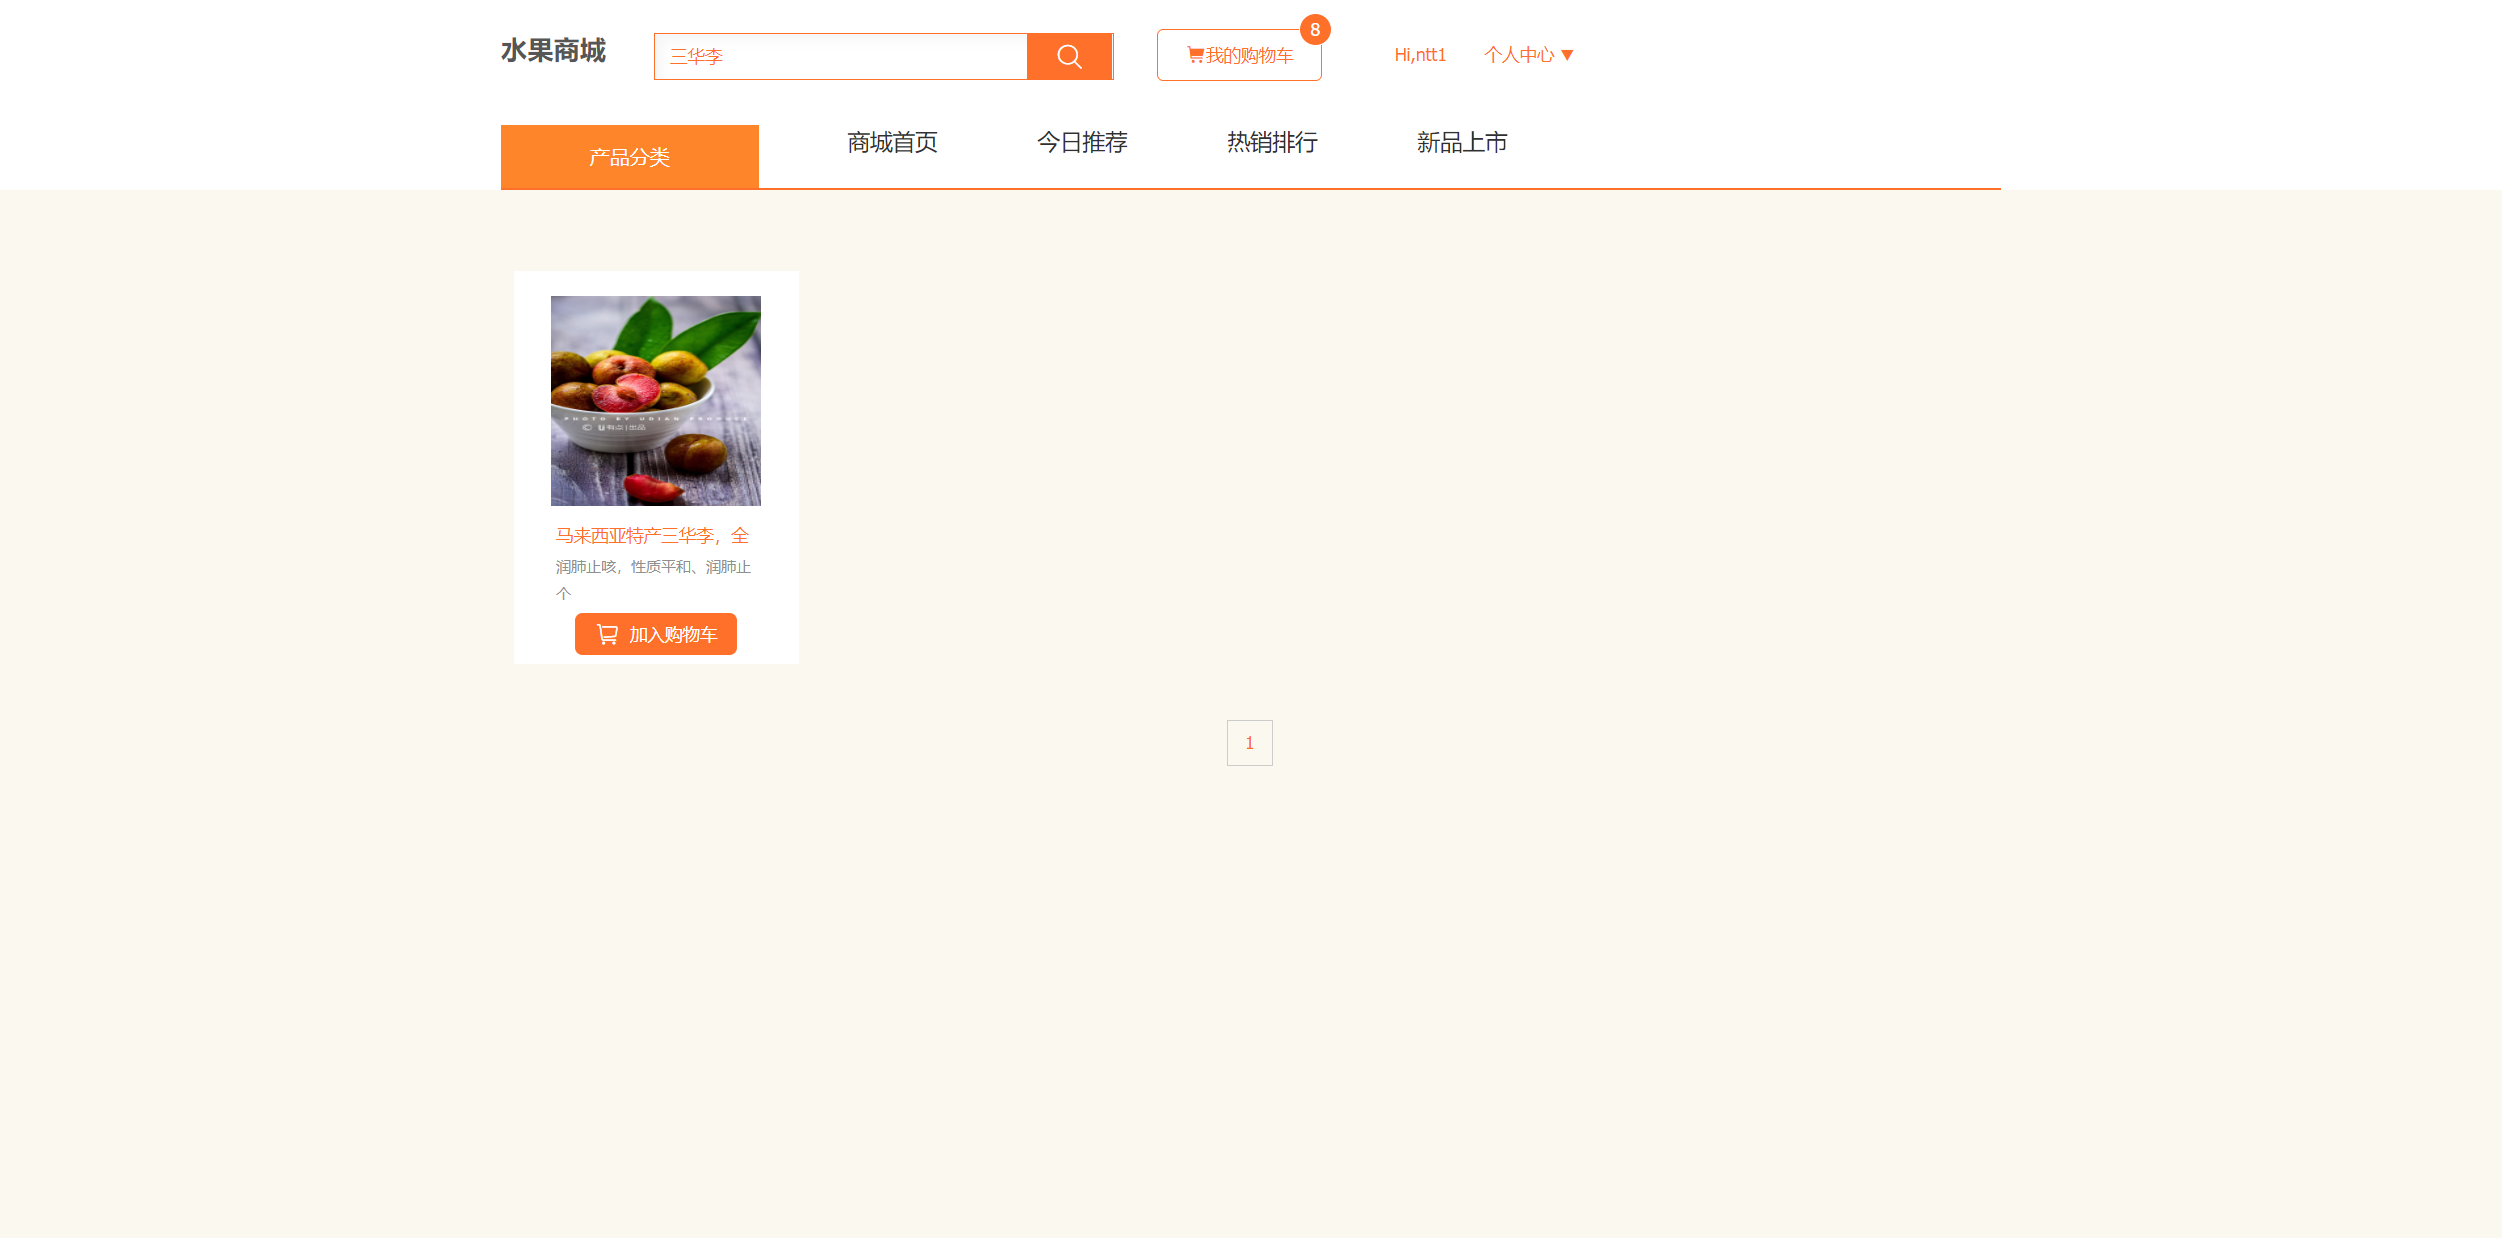 水果商城
三华李
我的购物车
8
Hi,ntt1
个人中心 ▼
产品分类
商城首页
今日推荐
热销排行
新品上市
马来西亚特产三华李，全
润肺止咳，性质平和、润肺止
个
加入购物车
1